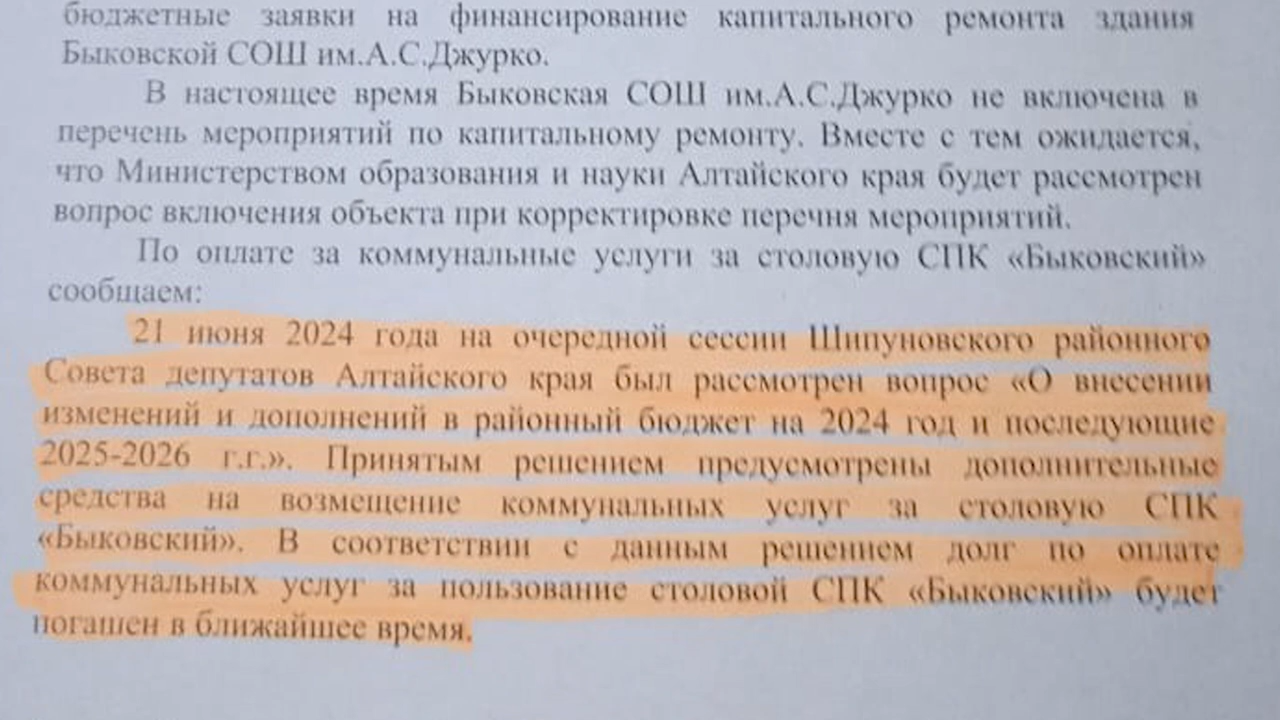 бюджетные заявки на финансирование капитального ремонта здания
Быковской СОШ им.А.С.Джурко.
В настоящее время Быковская СОШ им.А.С.Джурко не включена в
перечень мероприятий по капитальному ремонту. Вместе с тем ожидается,
что Министерством образования и науки Алтайского края будет рассмотрен
вопрос включения объекта при корректировке перечня мероприятий.
По оплате за коммунальные услуги за столовую СПК «Быковский»
сообщаем:
21 июня 2024 года на очередной сессии Шипуновского районного
Совета депутатов Алтайского края был рассмотрен вопрос «О внесении
изменений и дополнений в районный бюджет на 2024 год и последующие
2025-2026 г.г.». Принятым решением предусмотрены дополнительные
средства на возмещение коммунальных услуг за столовую СПК
«Быковский». В соответствии с данным решением долг по оплате
коммунальных услуг за пользование столовой СПК «Быковский» будет
погашен в ближайшее время.